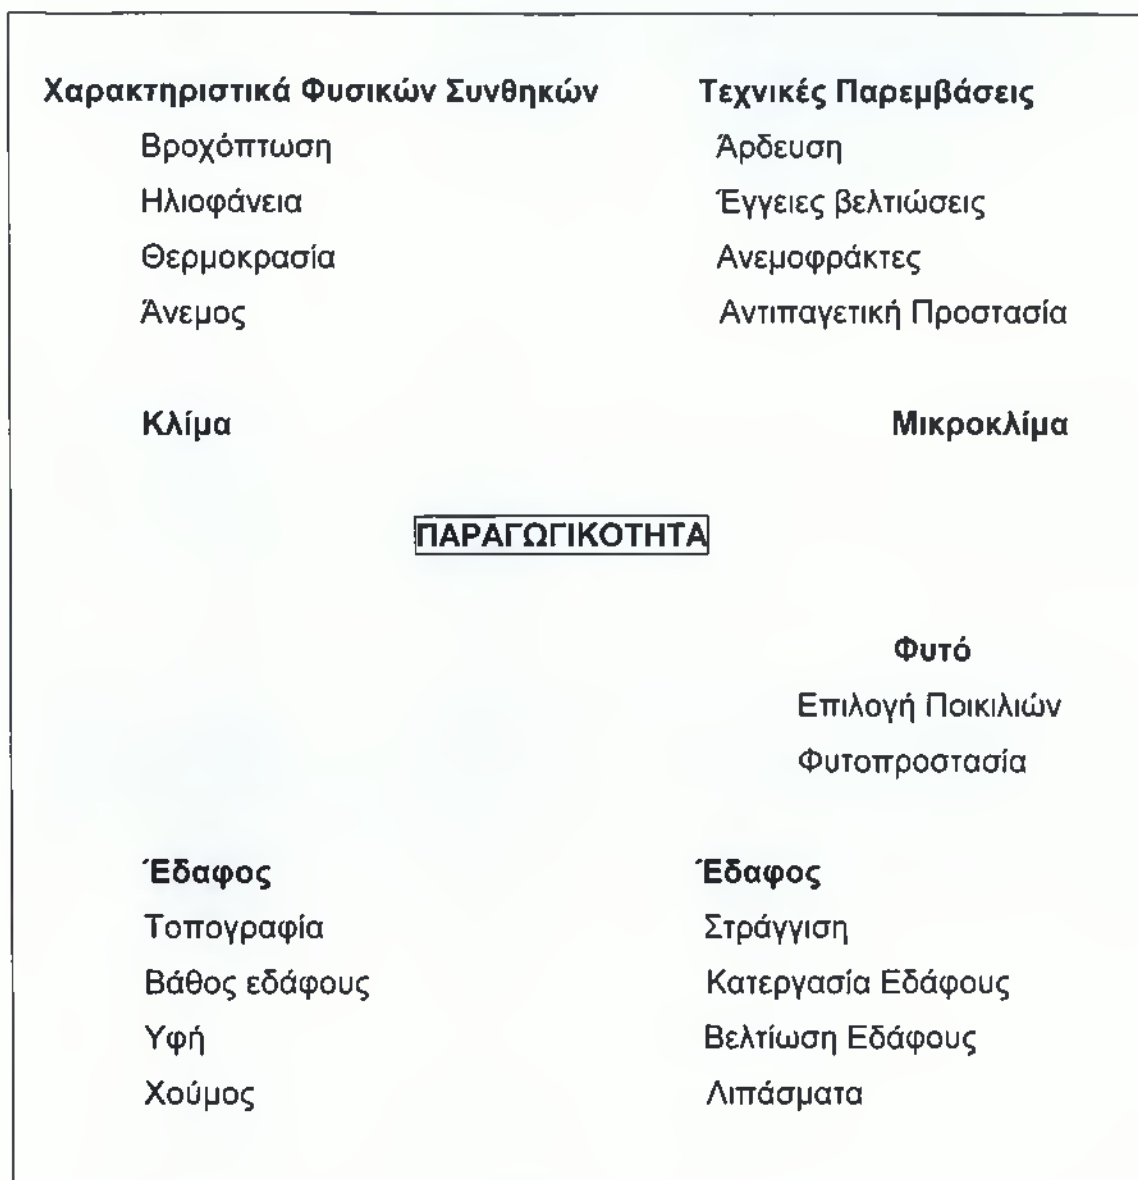 Χαρακτηριστικά Φυσικών Συνθηκών Τεχνικές Παρεμβάσεις
Βροχόπτωση Άρδευση
Ηλιοφάνεια Έγγειες βελτιώσεις
Θερμοκρασία Ανεμοφράκτες
Άνεμος Αντιπαγετική Προστασία
Κλίμα Μικροκλίμα
ΠΑΡΑΓΩΓΙΚΟΤΗΤΑ
Φυτό
Επιλογή Ποικιλιών
Φυτοπροστασία
Έδαφος Έδαφος
Τοπογραφία Στράγγιση
Βάθος εδάφους Κατεργασία Εδάφους
Υφή Βελτίωση Εδάφους
Χούμος Λιπάσματα